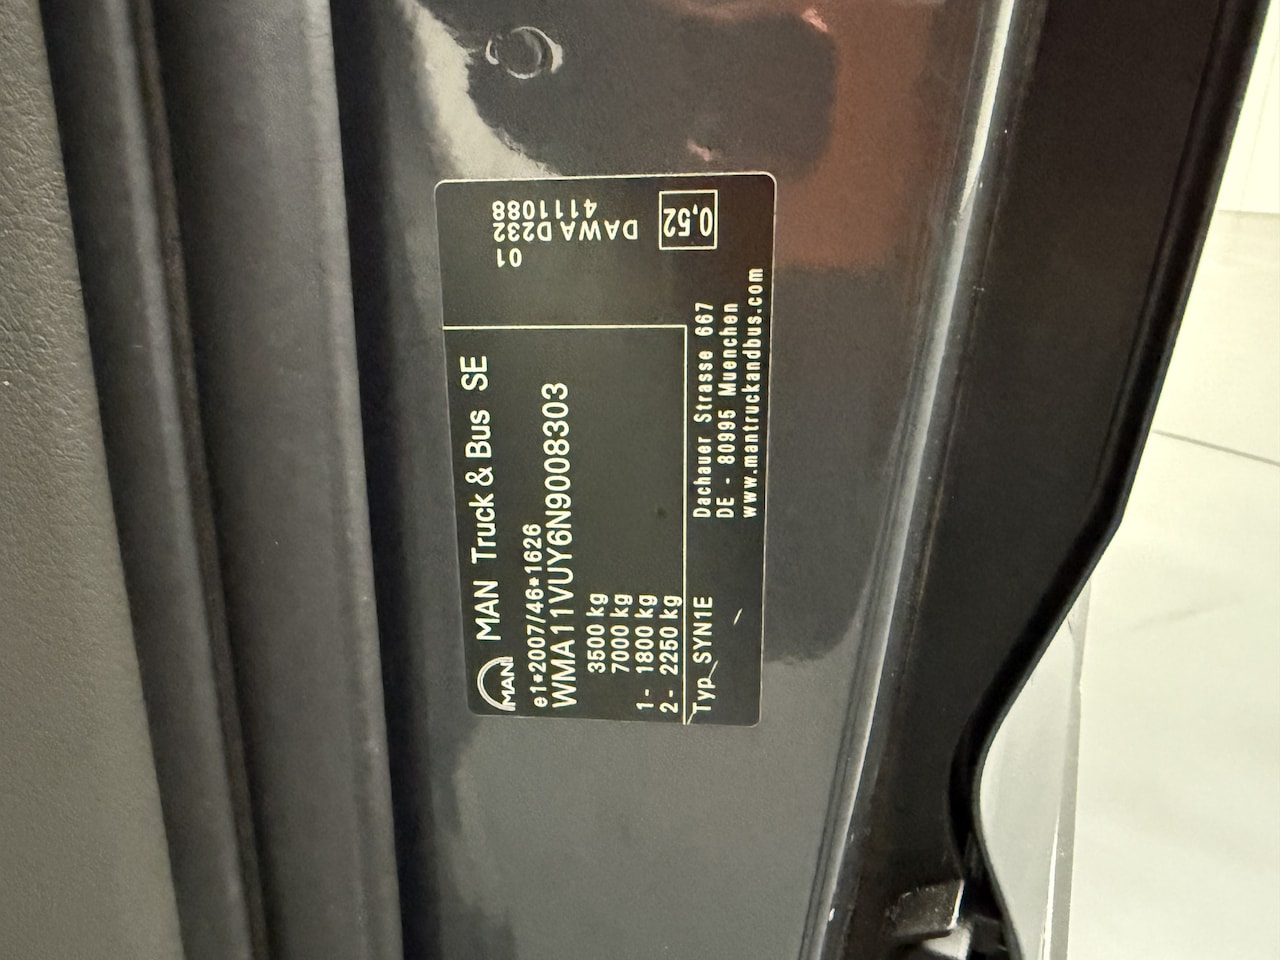 MAN
MAN Truck & Bus SE
e1*2007/46*1626
WMA11VUY6N9008303
3500 kg
7000 kg
1- 1800 kg
2- 2250 kg
Typ SYN1E
Dachauer Strasse 667
DE - 80995 Muenchen
www.mantruckandbus.com
01
DAWA D232
4111088
0,52